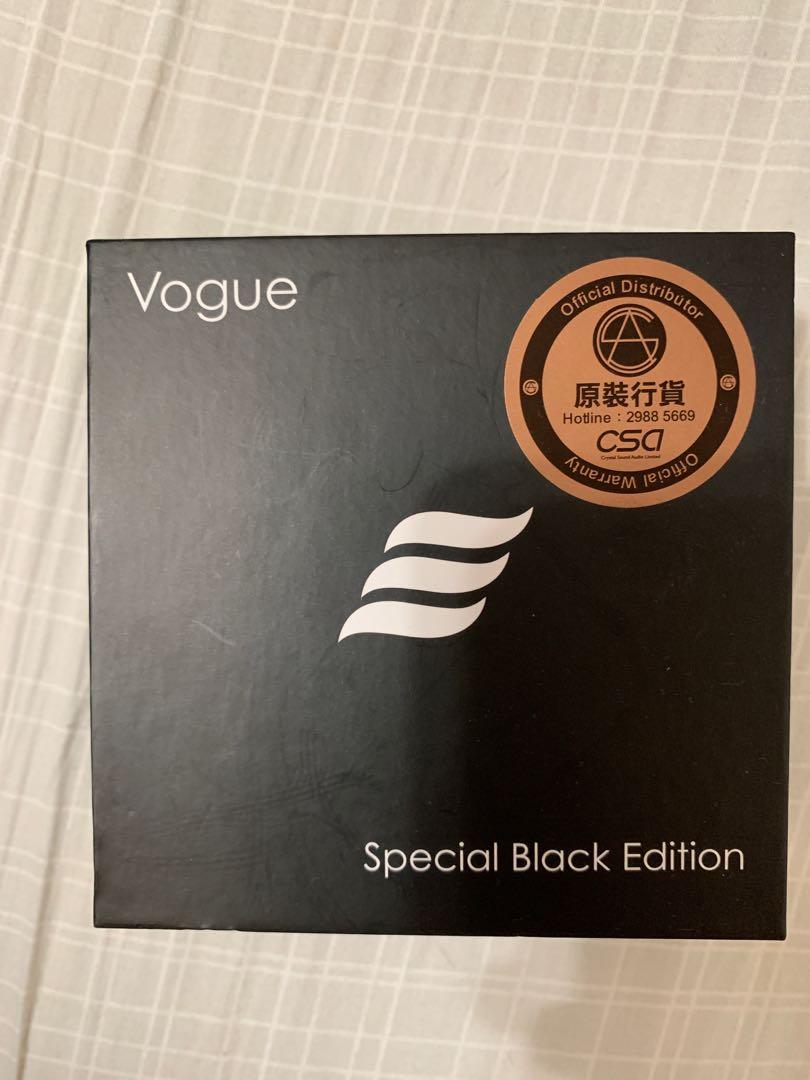 Vogue
Official Distributor
原裝行貨
Hotline：2988 5669
csa
Crystal Sound Audio Limited
Official Warranty
Special Black Edition